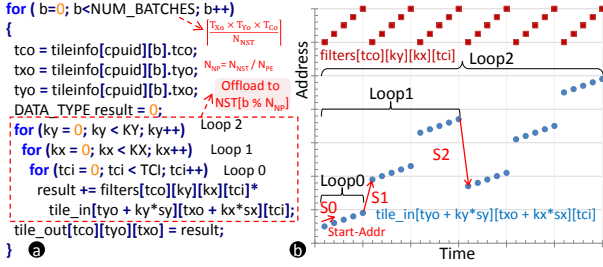 for ( b=0; b<NUM_BATCHES; b++)
{
⌈(T_Xo × T_Yo × T_Co) / N_NST⌉
tco = tileinfo[cpuid][b].tco;
txo = tileinfo[cpuid][b].tyo;
N_NP = N_NST / N_PE
tyo = tileinfo[cpuid][b].txo;
Offload to
NST[b % N_NP]
DATA_TYPE result = 0;
for (ky = 0; ky < KY; ky++) Loop 2
for (kx = 0; kx < KX; kx++) Loop 1
for (tci = 0; tci < TCI; tci++) Loop 0
result += filters[tco][ky][kx][tci]*
tile_in[tyo + ky*sy][txo + kx*sx][tci];
tile_out[tco][tyo][txo] = result;
}
a
b
Address
filters[tco][ky][kx][tci]
Loop2
Loop1
Loop0
S0
S1
S2
Start-Addr
tile_in[tyo + ky*sy][txo + kx*sx][tci]
Time